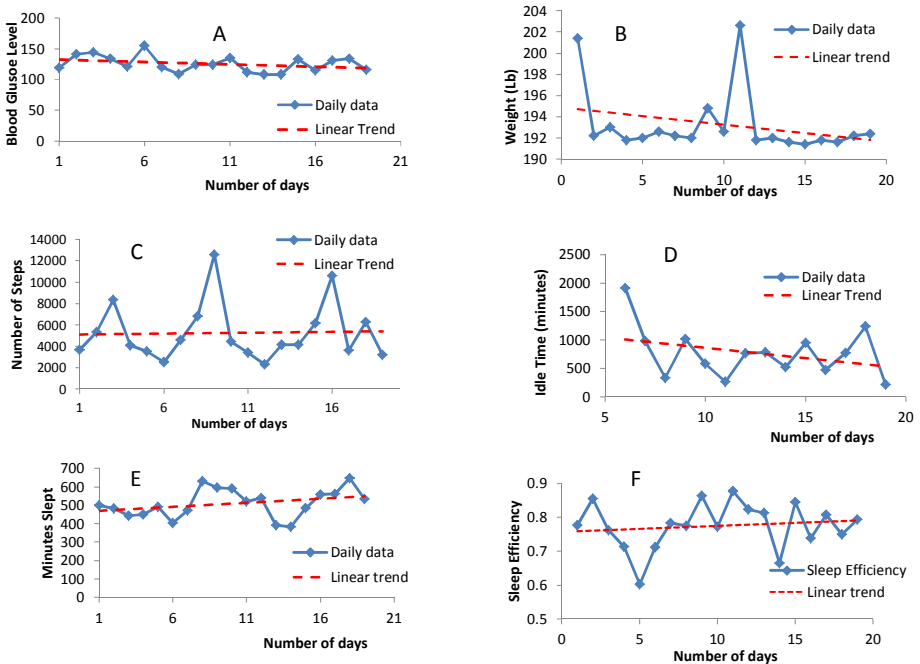 A
Blood Glusoe Level
200
150
100
50
0
1 6 11 16 21
Number of days
Daily data
Linear Trend
B
Weight (Lb)
204
202
200
198
196
194
192
190
0 5 10 15 20
Number of days
Daily data
Linear trend
C
Number of Steps
14000
12000
10000
8000
6000
4000
2000
0
1 6 11 16
Number of days
Daily data
Linear Trend
D
Idle Time (minutes)
2500
2000
1500
1000
500
0
5 10 15 20
Number of days
Daily data
Linear Trend
E
Minutes Slept
700
600
500
400
300
200
100
0
1 6 11 16 21
Number of days
Daily data
Linear trend
F
Sleep Efficiency
0.9
0.8
0.7
0.6
0.5
0 5 10 15 20
Number of days
Sleep Efficiency
Linear trend